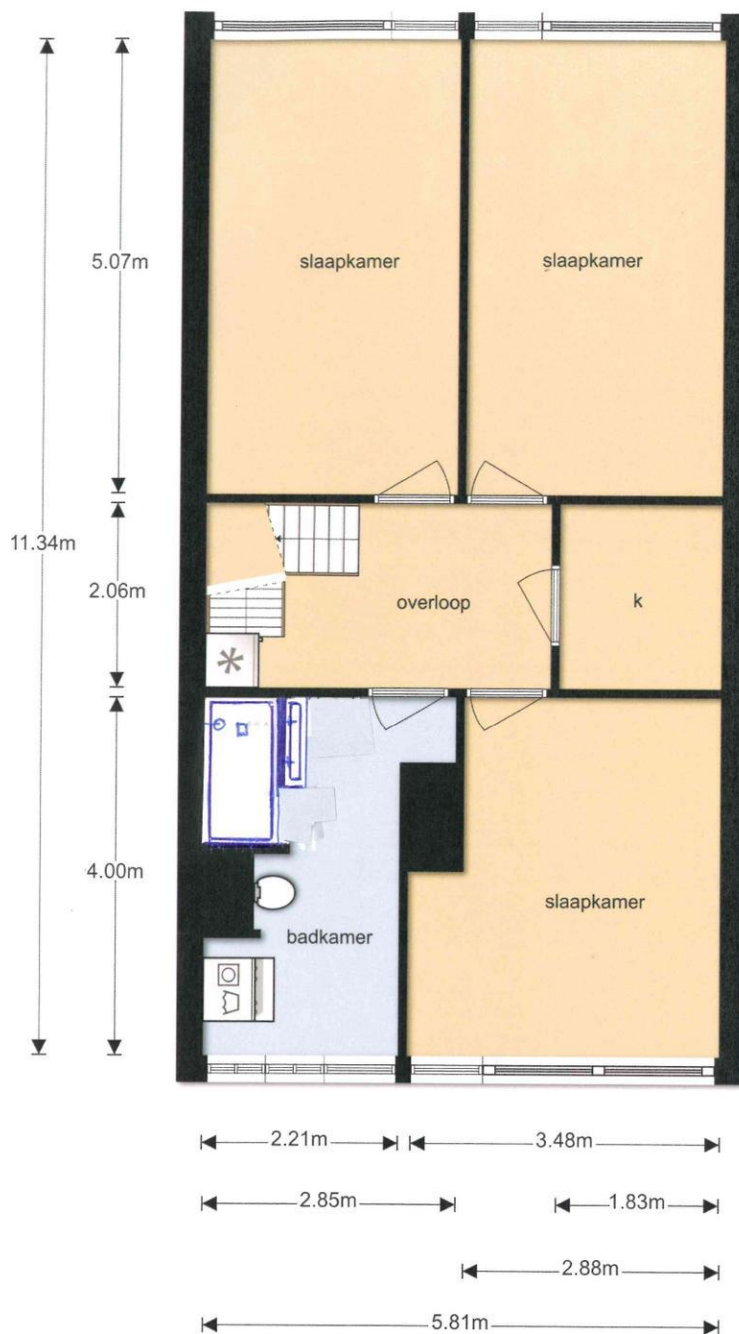 5.07m
slaapkamer
slaapkamer
11.34m
2.06m
overloop
k
4.00m
slaapkamer
badkamer
2.21m
3.48m
2.85m
1.83m
2.88m
5.81m